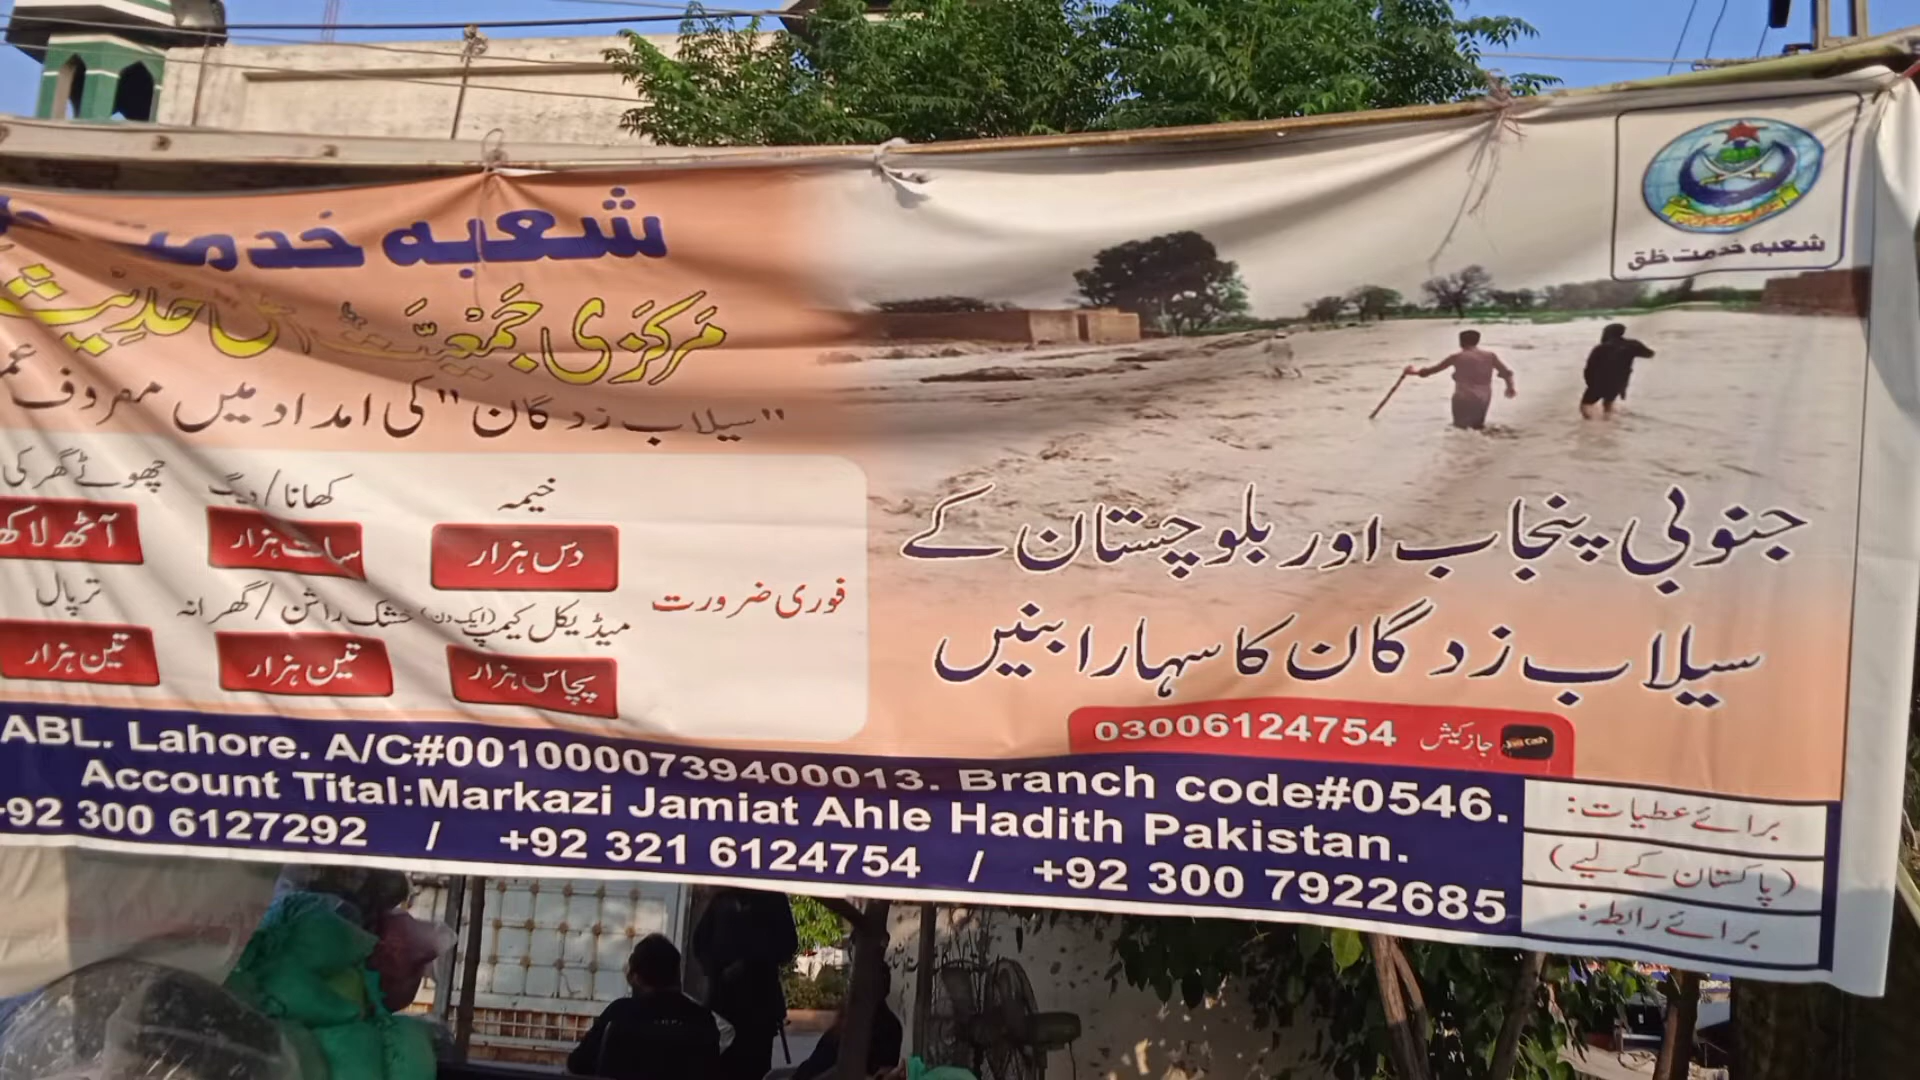 شعبہ خدمت
مرکزی جمعیت حدیث
"سیلاب زدگان" کی امداد میں مصروف
شعبہ خدمت خلق
جنوبی پنجاب اور بلوچستان کے
سیلاب زدگان کا سہارا بنیں
فوری ضرورت
خیمہ
دس ہزار
کھانا/دیگ
سات ہزار
چھوٹے گھر کی
آٹھ لاکھ
میڈیکل کیمپ (ایک دن)
پچاس ہزار
خشک راشن/گھرانہ
تین ہزار
ترپال
تین ہزار
03006124754 جاز کیش
ABL. Lahore. A/C#0010000739400013. Branch code#0546.
Account Tital:Markazi Jamiat Ahle Hadith Pakistan.
+92 300 6127292 / +92 321 6124754 / +92 300 7922685
برائے عطیات:
(پاکستان کے لیے)
برائے رابطہ: